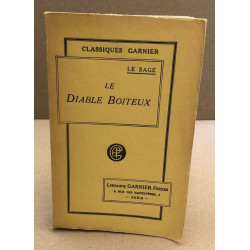 CLASSIQUES GARNIER
LE SAGE
LE
DIABLE BOITEUX
LIBRAIRIE GARNIER FRÈRES
6, RUE DES SAINTS-PÈRES, 6
— PARIS —